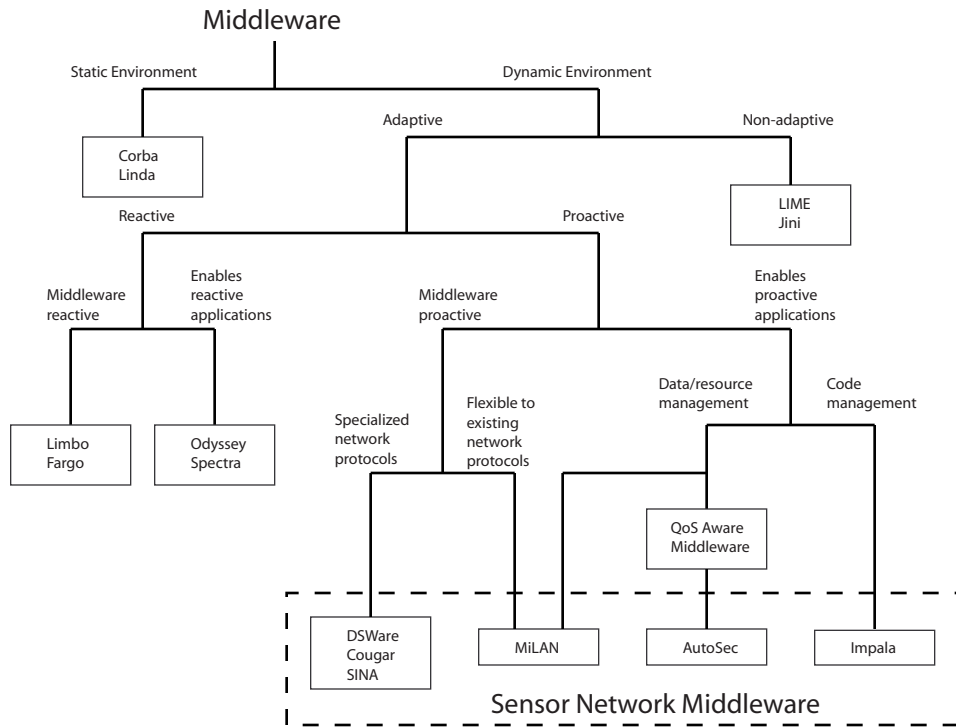 Middleware
Static Environment
Dynamic Environment
Adaptive
Non-adaptive
Corba
Linda
LIME
Jini
Reactive
Proactive
Middleware
reactive
Enables
reactive
applications
Middleware
proactive
Enables
proactive
applications
Limbo
Fargo
Odyssey
Spectra
Specialized
network
protocols
Flexible to
existing
network
protocols
Data/resource
management
Code
management
QoS Aware
Middleware
DSWare
Cougar
SINA
MiLAN
AutoSec
Impala
Sensor Network Middleware